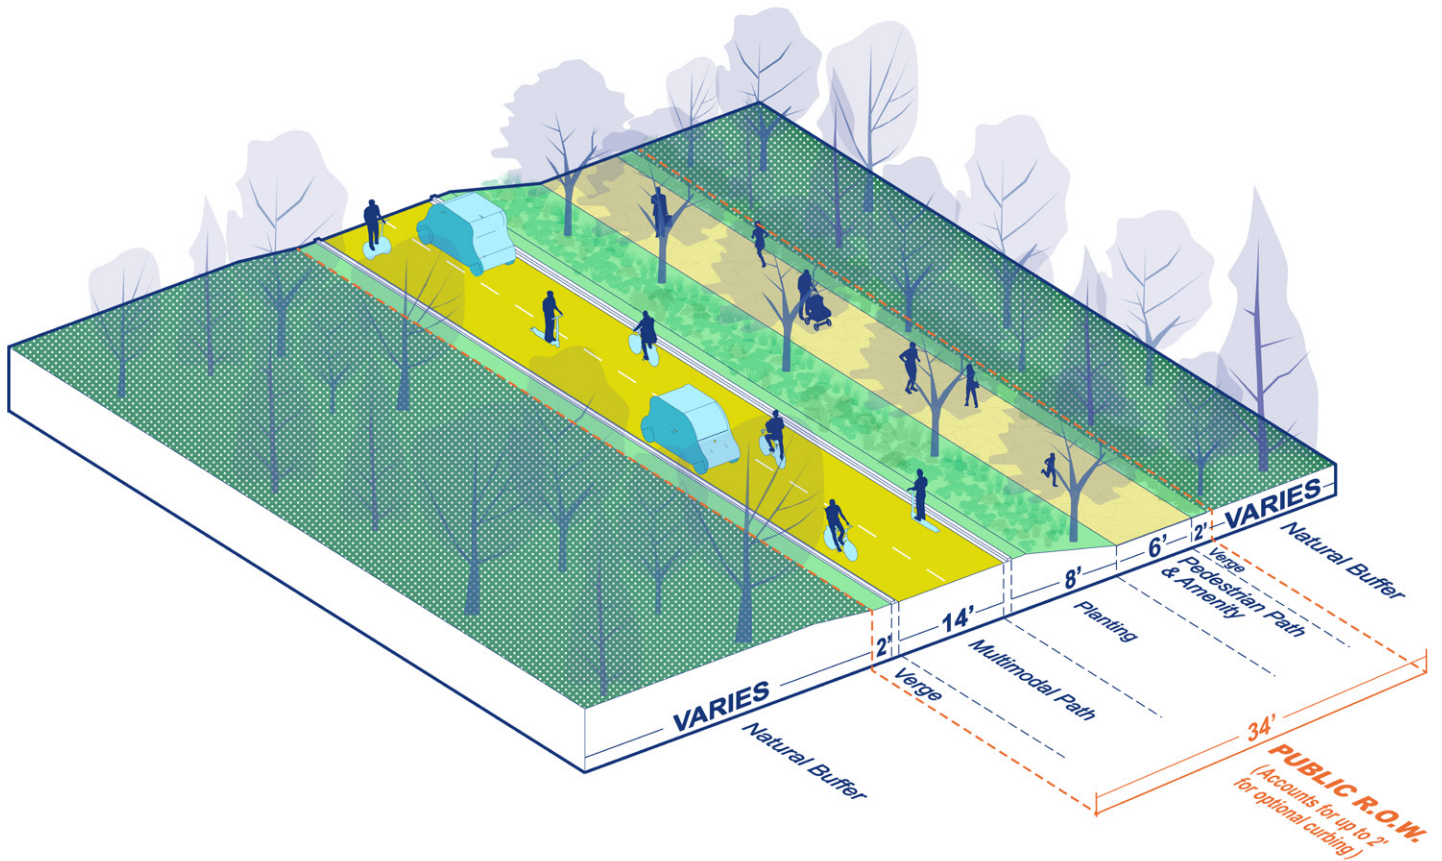 VARIES
Natural Buffer
2'
Verge
14'
Multimodal Path
8'
Planting
6'
Pedestrian Path
& Amenity
2'
Verge
VARIES
Natural Buffer
34'
PUBLIC R.O.W.
(Accounts for up to 2'
for optional curbing)